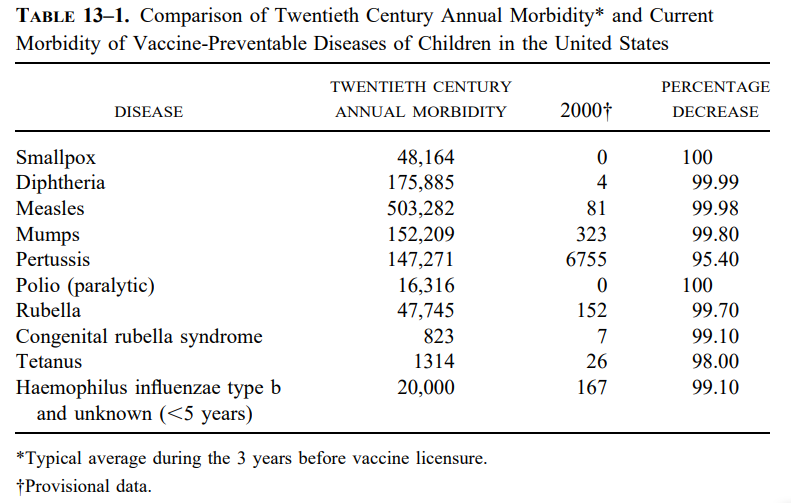 TABLE 13–1. Comparison of Twentieth Century Annual Morbidity* and Current
Morbidity of Vaccine-Preventable Diseases of Children in the United States
TWENTIETH CENTURY PERCENTAGE
DISEASE ANNUAL MORBIDITY 2000† DECREASE
Smallpox 48,164 0 100
Diphtheria 175,885 4 99.99
Measles 503,282 81 99.98
Mumps 152,209 323 99.80
Pertussis 147,271 6755 95.40
Polio (paralytic) 16,316 0 100
Rubella 47,745 152 99.70
Congenital rubella syndrome 823 7 99.10
Tetanus 1314 26 98.00
Haemophilus influenzae type b 20,000 167 99.10
and unknown (<5 years)
*Typical average during the 3 years before vaccine licensure.
†Provisional data.